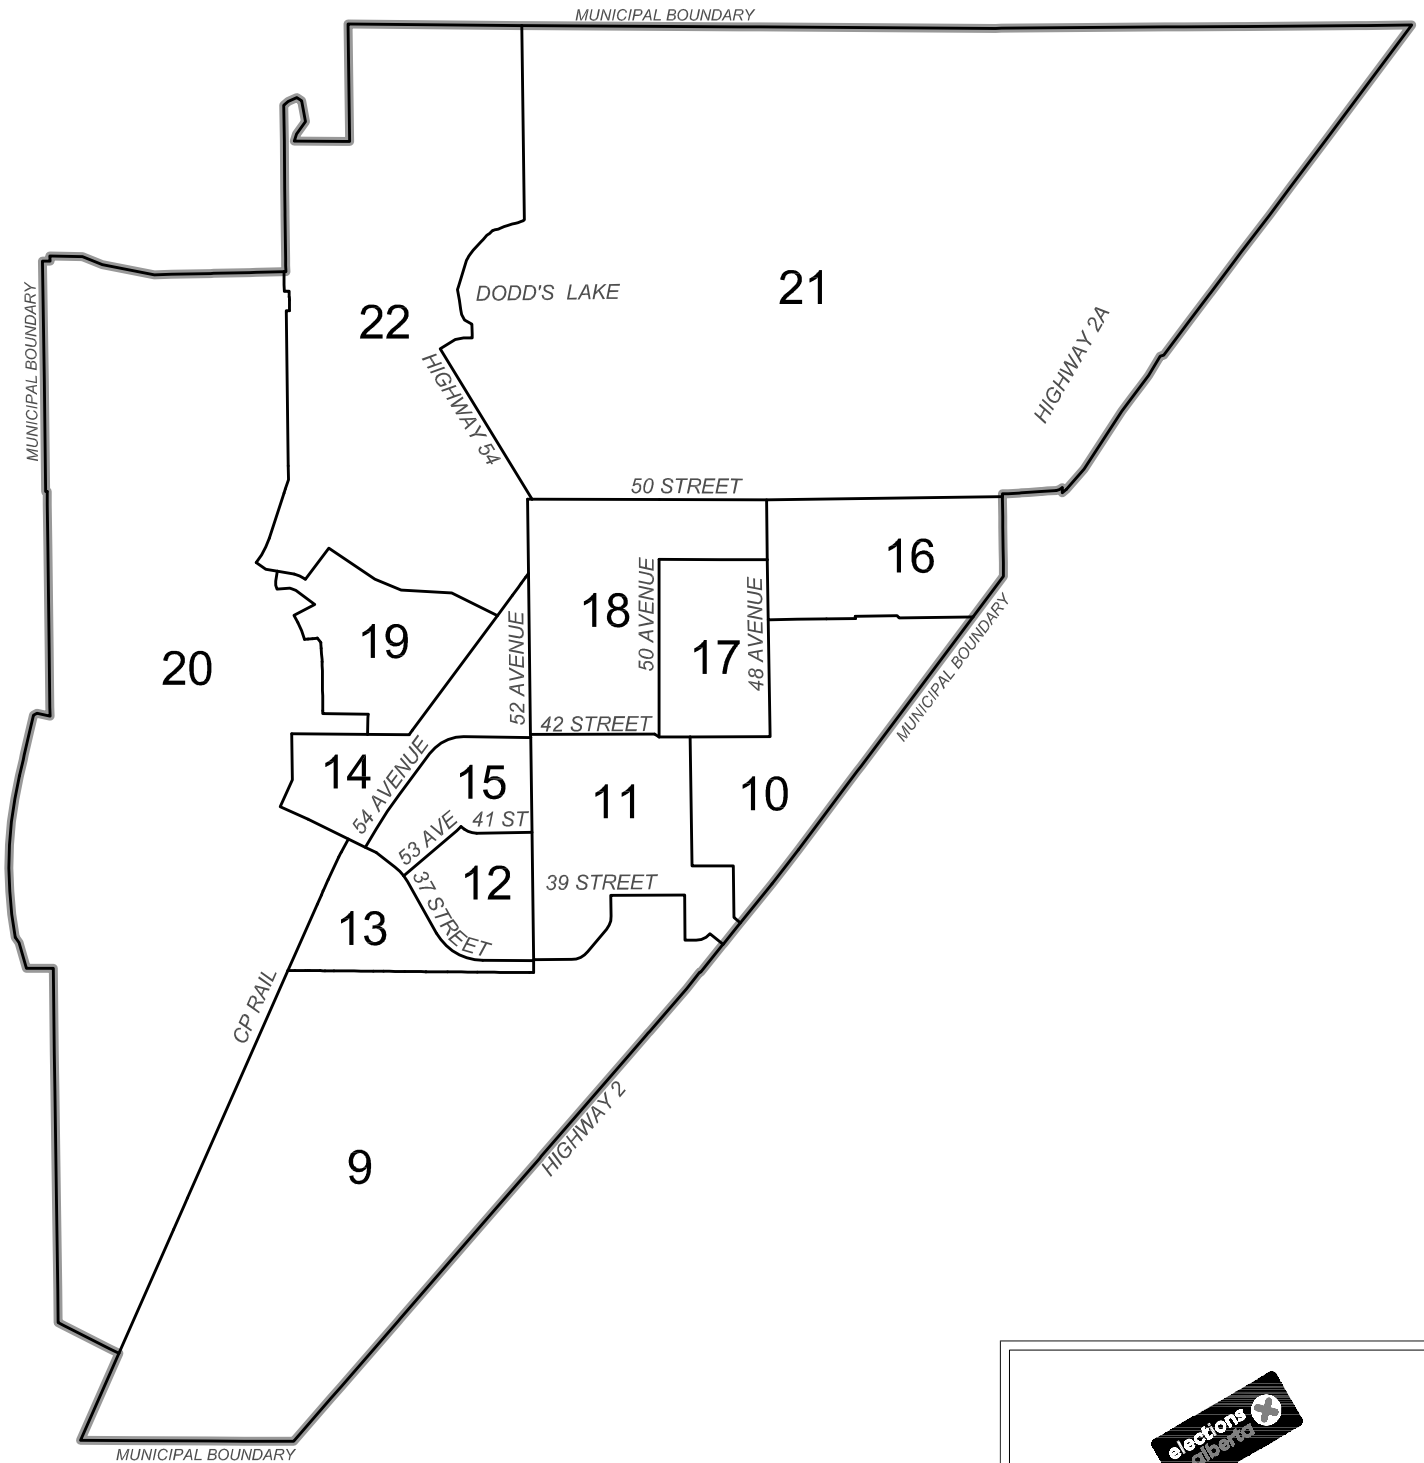 MUNICIPAL BOUNDARY
21
DODD'S LAKE
22
HIGHWAY 2A
MUNICIPAL BOUNDARY
HIGHWAY 54
50 STREET
16
18
50 AVENUE
48 AVENUE
17
19
52 AVENUE
20
MUNICIPAL BOUNDARY
42 STREET
14
54 AVENUE
15
11
10
41 ST
53 AVE
12
39 STREET
37 STREET
13
CP RAIL
9
HIGHWAY 2
elections
alberta
MUNICIPAL BOUNDARY